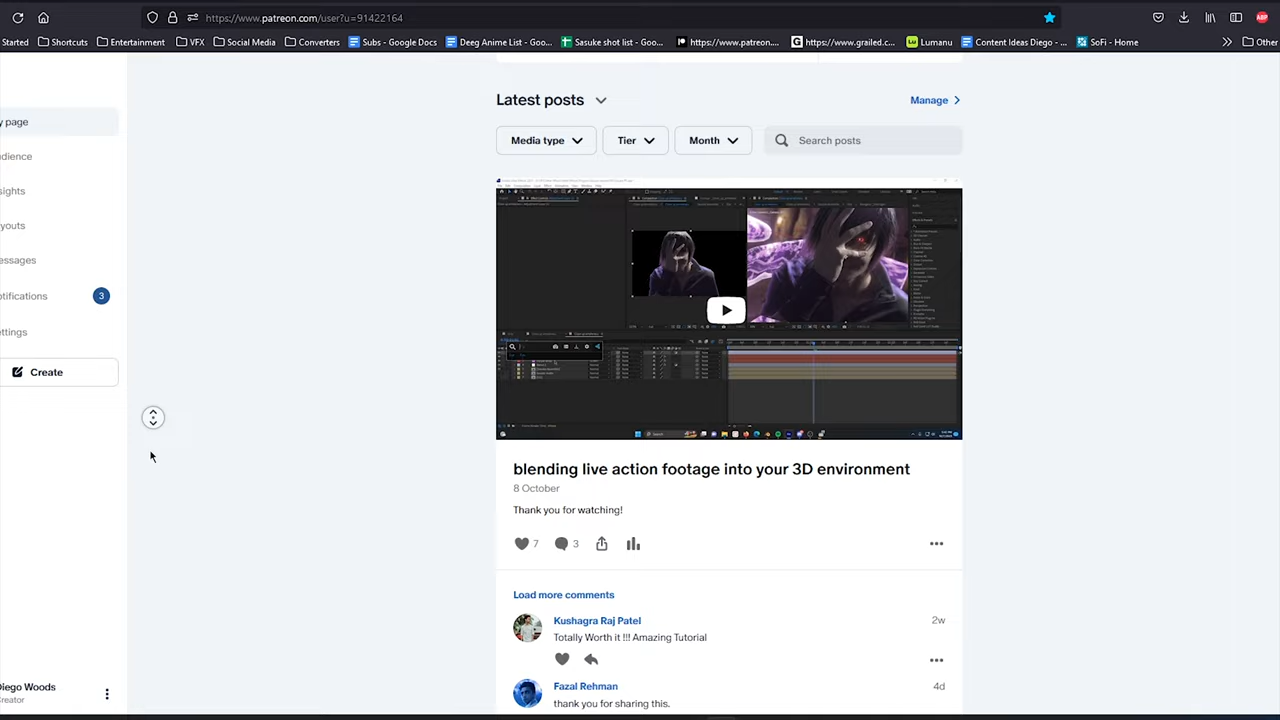 https://www.patreon.com/user?u=91422164
Started Shortcuts Entertainment VFX Social Media Converters Subs - Google Docs Deeg Anime List - Goo... Sasuke shot list - Goo... https://www.patreon.... https://www.grailed.c... Lumanu Content Ideas Diego - ... SoFi - Home Other
ABP
Latest posts
Manage
y page
Media type Tier Month Search posts
udience
sights
youts
essages
otifications 3
ettings
Create
blending live action footage into your 3D environment
8 October
Thank you for watching!
7 3
Load more comments
Kushagra Raj Patel 2w
Totally Worth it !!! Amazing Tutorial
Diego Woods
Creator
Fazal Rehman 4d
thank you for sharing this.